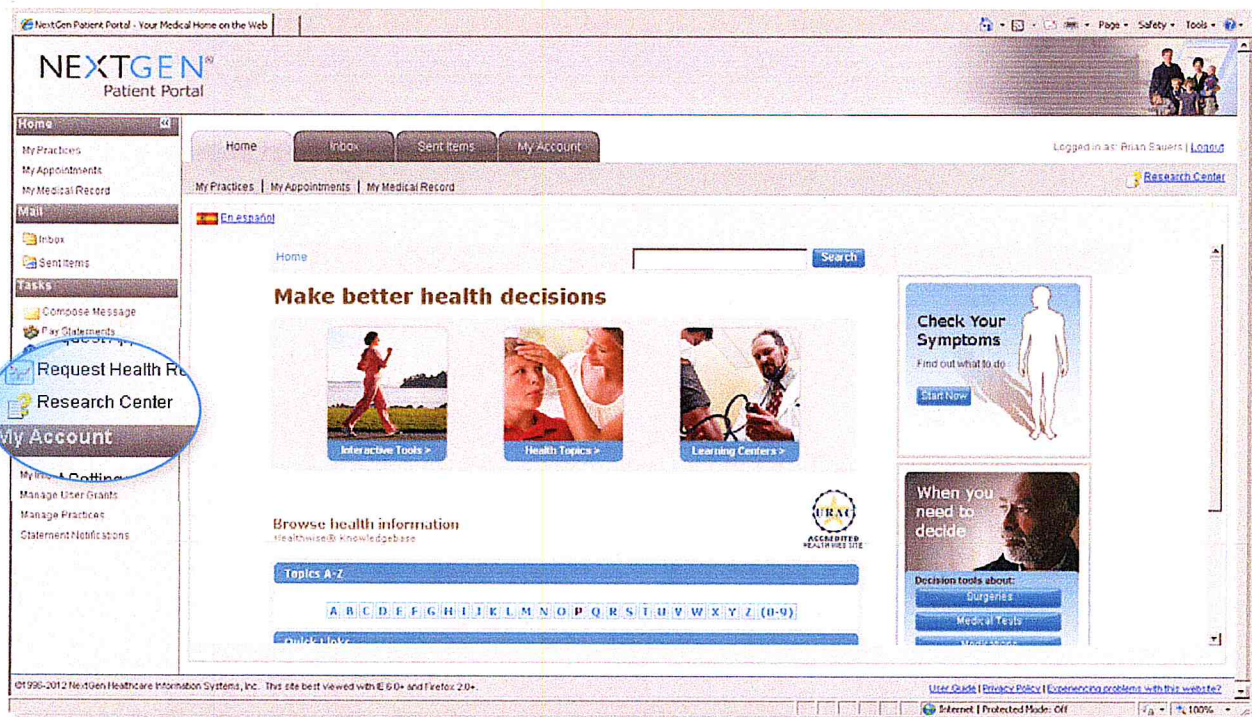 NextGen Patient Portal - Your Medical Home on the Web
Page Safety Tools
NEXTGEN®
Patient Portal
Home
My Practices
My Appointments
My Medical Record
Mail
Inbox
Sent Items
Tasks
Compose Message
Pay Statements
Request Health Re
Research Center
My Account
Manage User Grants
Manage Practices
Statement Notifications
Home Inbox Sent Items My Account
Logged in as: Brian Sauers | Logout
My Practices | My Appointments | My Medical Record
Research Center
En español
Home
Search
Make better health decisions
Interactive Tools >
Health Topics >
Learning Centers >
Check Your
Symptoms
Find out what to do
Start Now
Browse health information
Healthwise® Knowledgebase
URAC
ACCREDITED
HEALTH WEB SITE
Topics A-Z
A B C D E F G H I J K L M N O P Q R S T U V W X Y Z (0-9)
Quick Links
When you
need to
decide
Decision tools about:
Surgeries
Medical Tests
Medications
©1996-2012 NextGen Healthcare Information Systems, Inc. This site best viewed with IE 6.0+ and Firefox 2.0+.
User Guide | Privacy Policy | Experiencing problems with this website?
Internet | Protected Mode: Off
100%